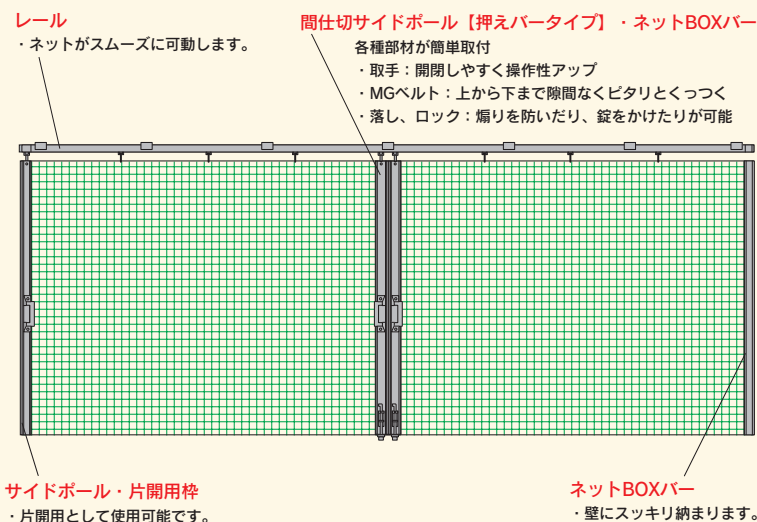 レール
・ネットがスムーズに可動します。
間仕切サイドポール【押えバータイプ】・ネットBOXバー
各種部材が簡単取付
・取手：開閉しやすく操作性アップ
・MGベルト：上から下まで隙間なくピタリとくっつく
・落し、ロック：煽りを防いだり、錠をかけたりが可能
サイドポール・片開用枠
・片開用として使用可能です。
ネットBOXバー
・壁にスッキリ納まります。